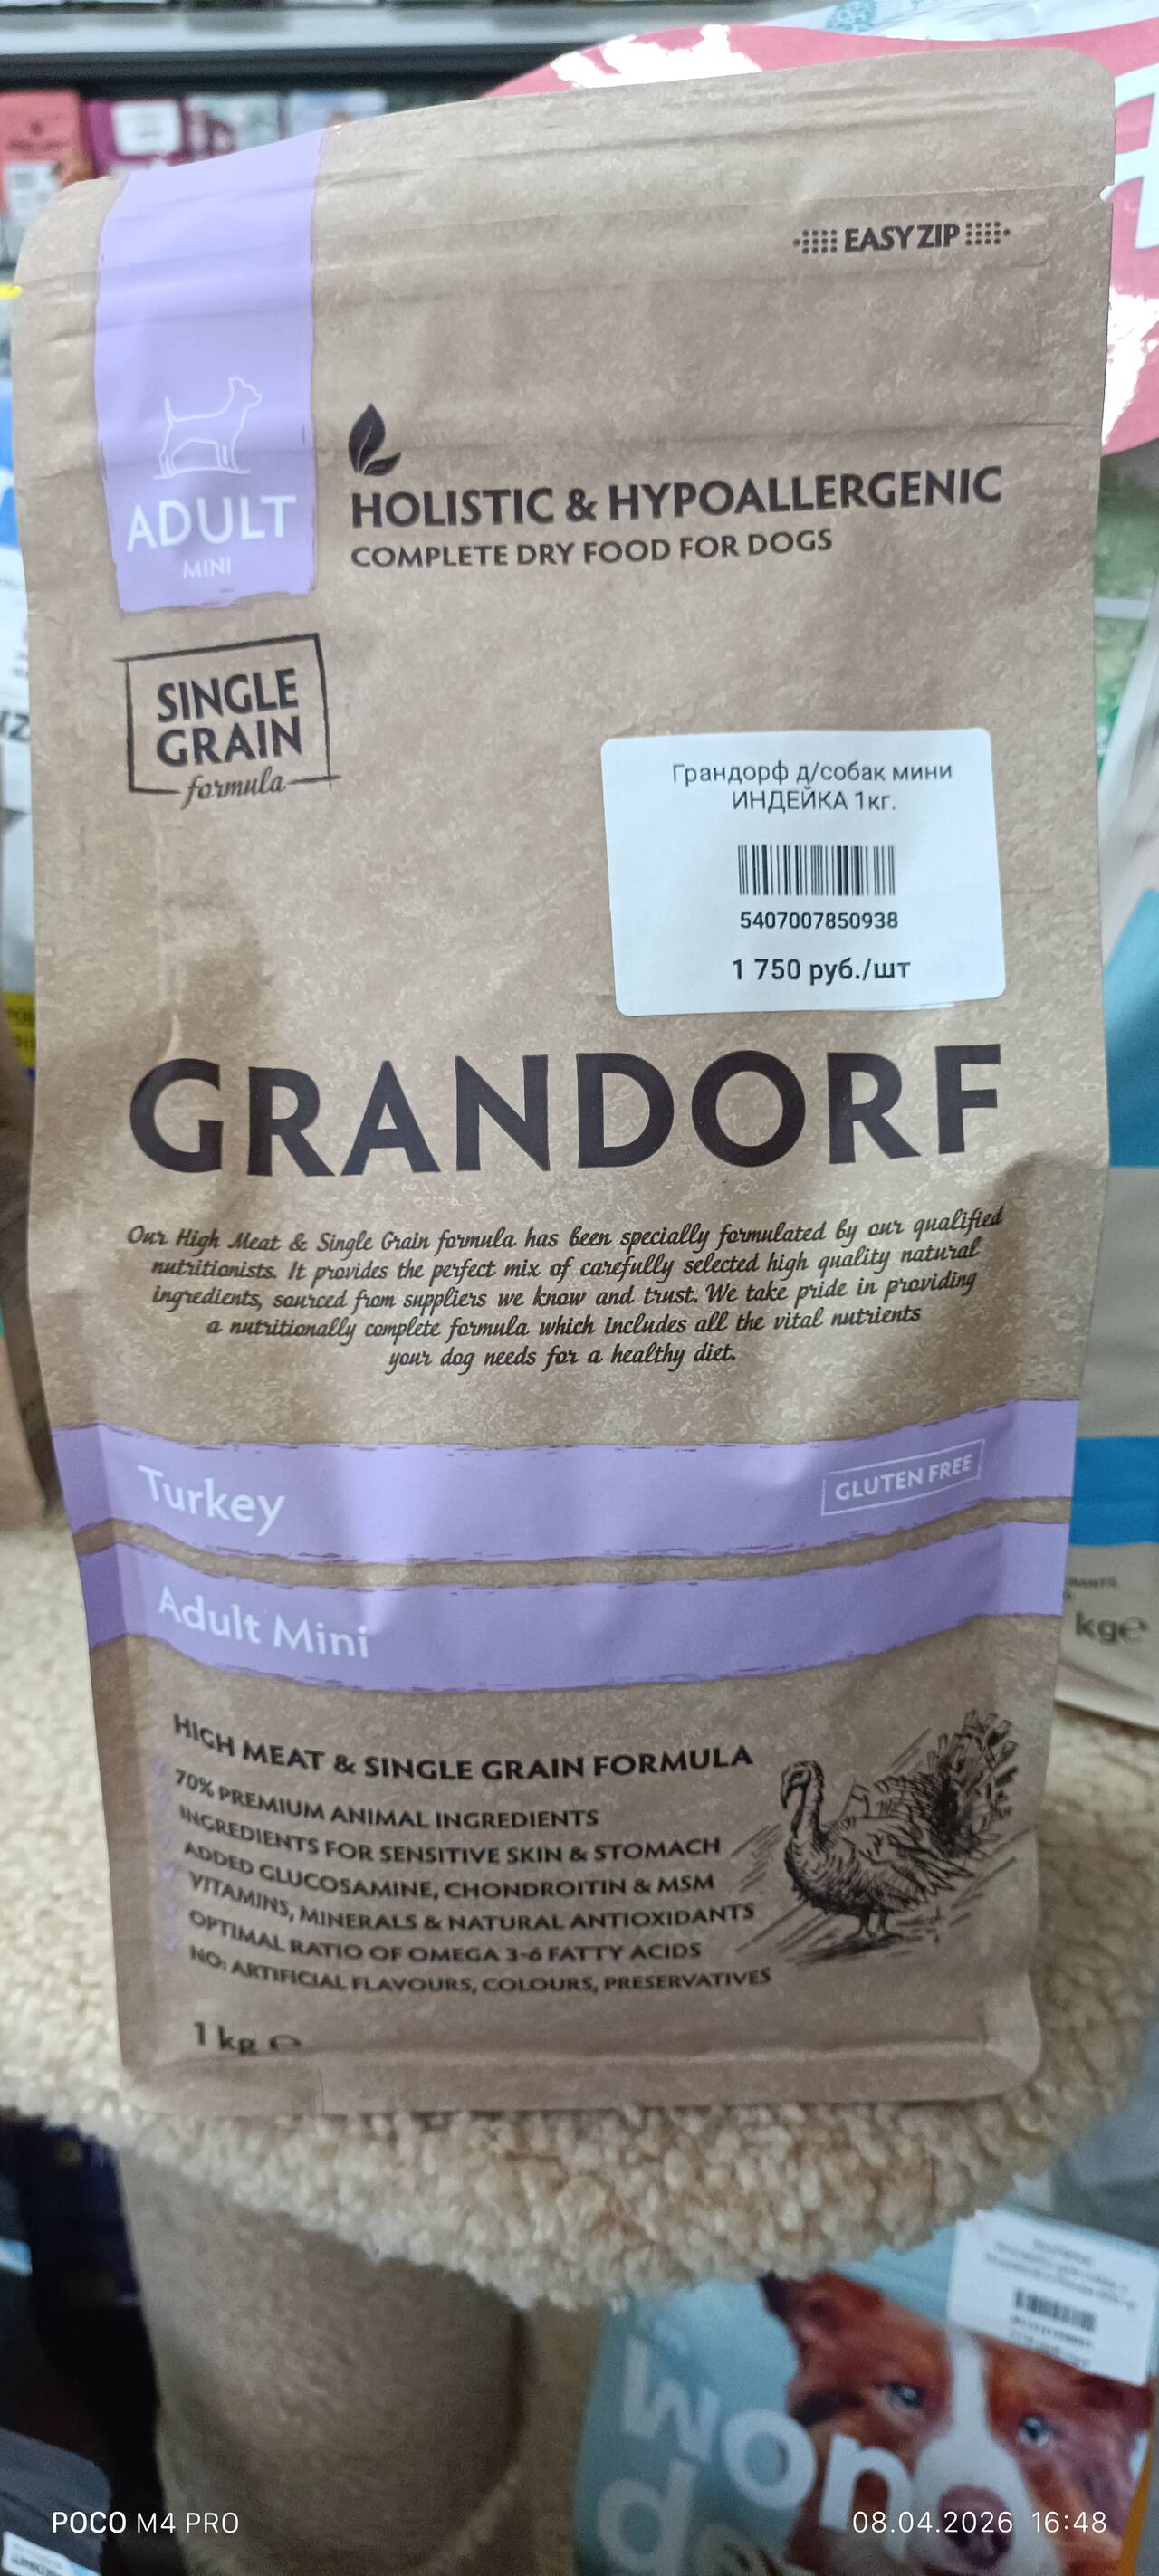 EASY ZIP
ADULT
MINI
HOLISTIC & HYPOALLERGENIC
COMPLETE DRY FOOD FOR DOGS
SINGLE
GRAIN
formula
Грандорф д/собак мини
ИНДЕЙКА 1кг.
5407007850938
1 750 руб./шт
GRANDORF
Our High Meat & Single Grain formula has been specially formulated by our qualified
nutritionists. It provides the perfect mix of carefully selected high quality natural
ingredients, sourced from suppliers we know and trust. We take pride in providing
a nutritionally complete formula which includes all the vital nutrients
your dog needs for a healthy diet.
Turkey
GLUTEN FREE
Adult Mini
HIGH MEAT & SINGLE GRAIN FORMULA
70% PREMIUM ANIMAL INGREDIENTS
INGREDIENTS FOR SENSITIVE SKIN & STOMACH
ADDED GLUCOSAMINE, CHONDROITIN & MSM
VITAMINS, MINERALS & NATURAL ANTIOXIDANTS
OPTIMAL RATIO OF OMEGA 3-6 FATTY ACIDS
NO: ARTIFICIAL FLAVOURS, COLOURS, PRESERVATIVES
1 kg e
kg e
won
POCO M4 PRO
08.04.2026 16:48